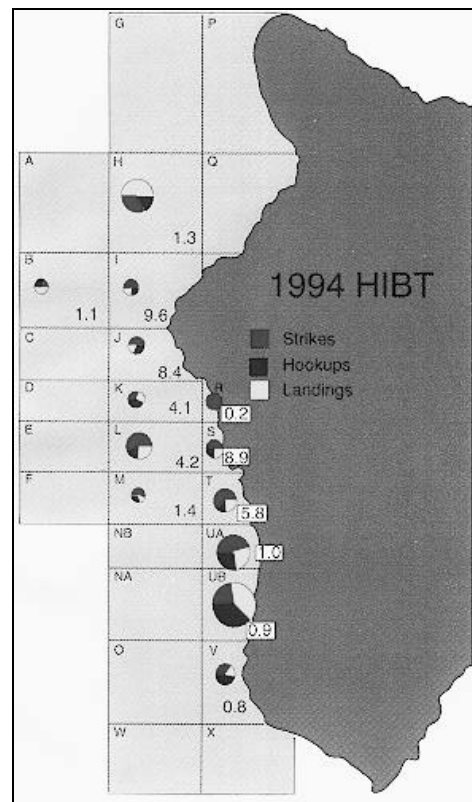 G P
A H Q
1.3
B I
1.1 9.6
1994 HIBT
Strikes
Hookups
Landings
C J
8.4
D K R
4.1 0.2
E L S
4.2 8.9
F M T
1.4 5.8
NB UA
1.0
NA UB
0.9
O V
0.8
W X